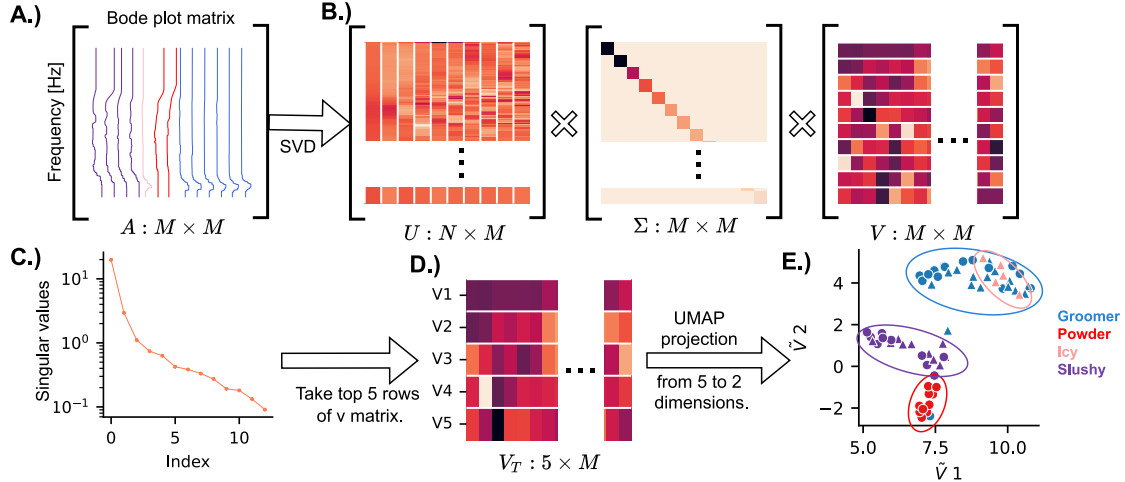 A.)
Bode plot matrix
Frequency [Hz]
A : M × M
SVD
B.)
U : N × M
Σ : M × M
V : M × M
C.)
Singular values
10¹
10⁰
10⁻¹
0
5
10
Index
Take top 5 rows
of v matrix.
D.)
V1
V2
V3
V4
V5
V_T : 5 × M
UMAP
projection
from 5 to 2
dimensions.
E.)
Ṽ 2
4
2
0
−2
5.0
7.5
10.0
Ṽ 1
Groomer
Powder
Icy
Slushy